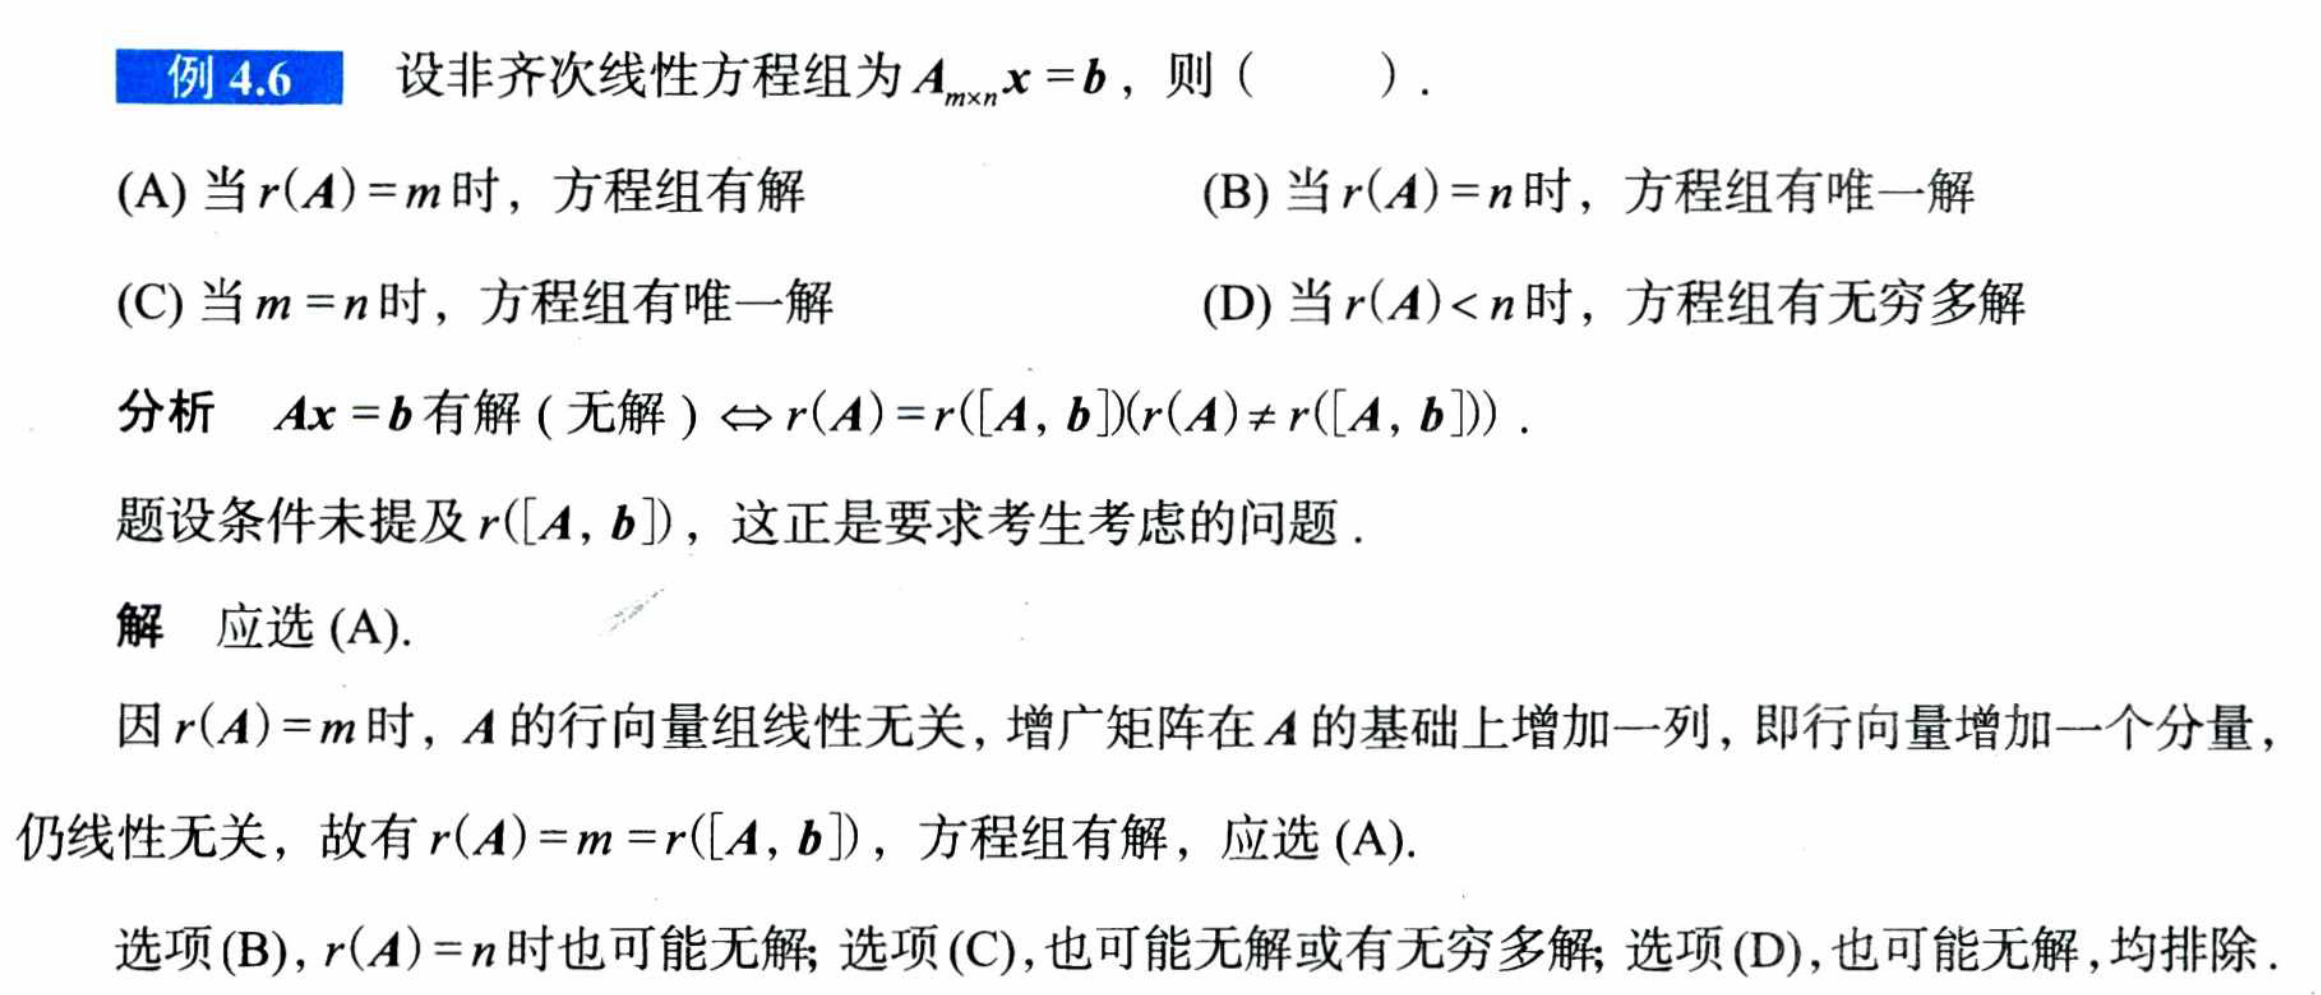 例 4.6 设非齐次线性方程组为 $\boldsymbol{A}_{m\times n}\boldsymbol{x}=\boldsymbol{b}$，则（　　）.
(A) 当 $r(\boldsymbol{A})=m$ 时，方程组有解 (B) 当 $r(\boldsymbol{A})=n$ 时，方程组有唯一解
(C) 当 $m=n$ 时，方程组有唯一解 (D) 当 $r(\boldsymbol{A})<n$ 时，方程组有无穷多解
分析 $\boldsymbol{Ax}=\boldsymbol{b}$ 有解（无解）$\Leftrightarrow r(\boldsymbol{A})=r([\boldsymbol{A},\boldsymbol{b}])(r(\boldsymbol{A})\neq r([\boldsymbol{A},\boldsymbol{b}]))$.
题设条件未提及 $r([\boldsymbol{A},\boldsymbol{b}])$，这正是要求考生考虑的问题.
解 应选 (A).
因 $r(\boldsymbol{A})=m$ 时，$\boldsymbol{A}$ 的行向量组线性无关，增广矩阵在 $\boldsymbol{A}$ 的基础上增加一列，即行向量增加一个分量，
仍线性无关，故有 $r(\boldsymbol{A})=m=r([\boldsymbol{A},\boldsymbol{b}])$，方程组有解，应选 (A).
选项(B)，$r(\boldsymbol{A})=n$ 时也可能无解；选项(C)，也可能无解或有无穷多解；选项(D)，也可能无解，均排除.